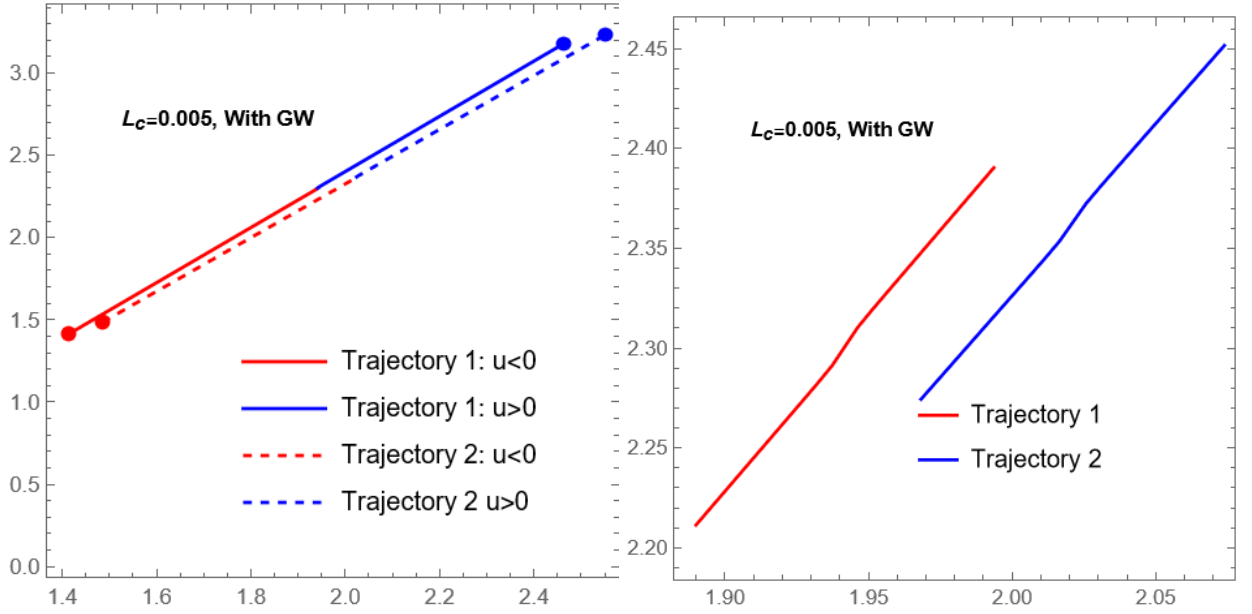 3.0
2.5
2.0
1.5
1.0
0.5
0.0
L_c=0.005, With GW
Trajectory 1: u<0
Trajectory 1: u>0
Trajectory 2: u<0
Trajectory 2 u>0
1.4 1.6 1.8 2.0 2.2 2.4
2.45
2.40
2.35
2.30
2.25
2.20
L_c=0.005, With GW
Trajectory 1
Trajectory 2
1.90 1.95 2.00 2.05